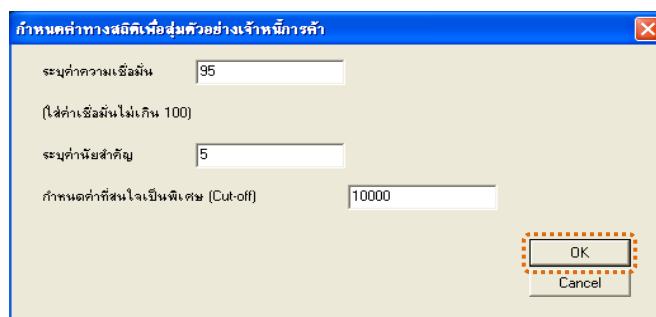 กำหนดค่าทางสถิติเพื่อสุ่มตัวอย่างเจ้าหนี้การค้า
ระบุค่าความเชื่อมั่น 95
(ใส่ค่าเชื่อมั่นไม่เกิน 100)
ระบุค่านัยสำคัญ 5
กำหนดค่าที่สนใจเป็นพิเศษ (Cut-off) 10000
OK
Cancel